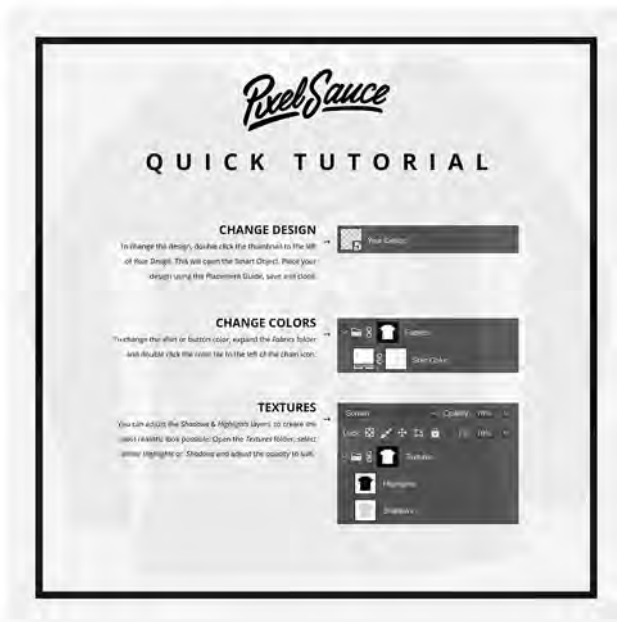 PixelSauce
QUICK TUTORIAL
CHANGE DESIGN
To change the design, double click the thumbnail to the left
of Your Design. This will open the Smart Object. Place your
design using the Placement Guide, save and close.
→
Your Design
CHANGE COLORS
To change the shirt or button color, expand the Fabrics folder
and double click the color tile to the left of the chain icon.
→
Fabrics
Shirt Color
TEXTURES
You can adjust the Shadows & Highlights layers, to create the
most realistic look possible. Open the Textures folder, select
either Highlights or Shadows and adjust the opacity to suit.
→
Screen Opacity: 70%
Lock:
Textures
Highlights
Shadows